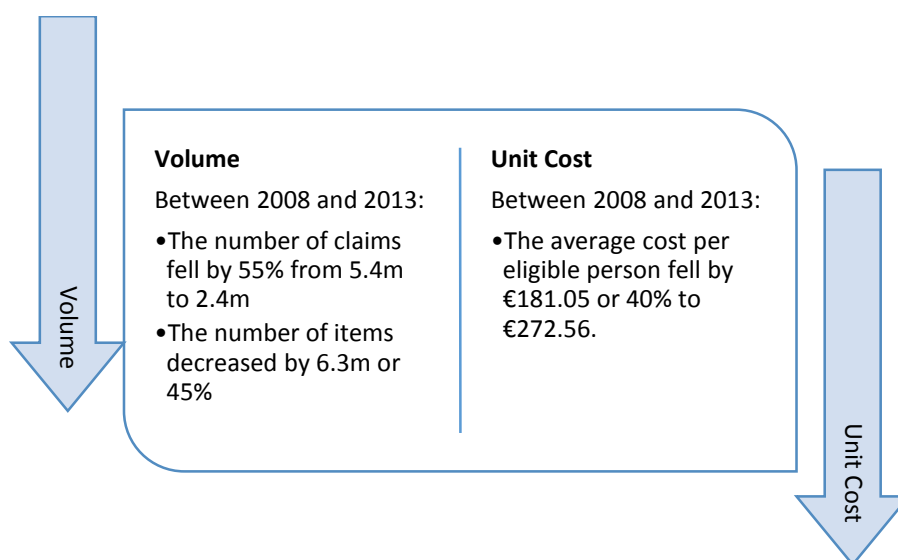 Volume
Volume
Between 2008 and 2013:
•The number of claims
fell by 55% from 5.4m
to 2.4m
•The number of items
decreased by 6.3m or
45%
Unit Cost
Between 2008 and 2013:
•The average cost per
eligible person fell by
€181.05 or 40% to
€272.56.
Unit Cost